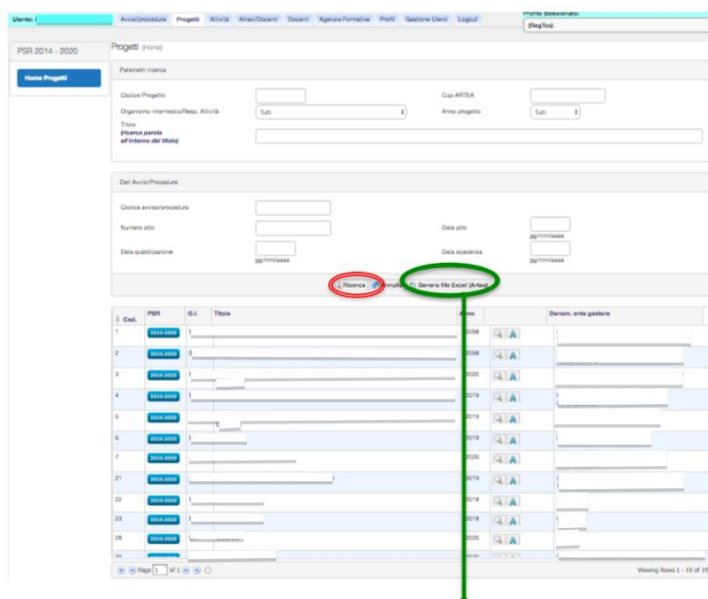 Utente:
Avvisi/procedure Progetti Attività Allievi/Docenti Docenti Agenzie Formative Profili Gestione Utenti Logout
Profilo Selezionato:
(RegTos)
PSR 2014 - 2020
Home Progetti
Progetti (Home)
Parametri ricerca
Codice Progetto
Cup ARTEA
Organismo intermedio/Resp. Attività
Tutti
Anno progetto
Tutti
Titolo
(ricerca parola
all'interno del titolo)
Dati Avviso/Procedure
Codice avviso/procedure
Numero atto
Data atto
gg/mm/aaaa
Data pubblicazione
gg/mm/aaaa
Data scadenza
gg/mm/aaaa
Ricerca Annulla Genera file Excel (Artea)
Cod. PSR O.I. Titolo Anno Denom. ente gestore
1 2014-2020 2058
2 2014-2020 2058
3 2014-2020 2020
4 2014-2020 2019
5 2014-2020 2019
6 2014-2020 2019
7 2014-2020 2020
21 2014-2020 2019
22 2014-2020 2018
23 2014-2020 2018
28 2014-2020 2020
Page 1 of 1
Viewing Rows 1 - 19 of 19